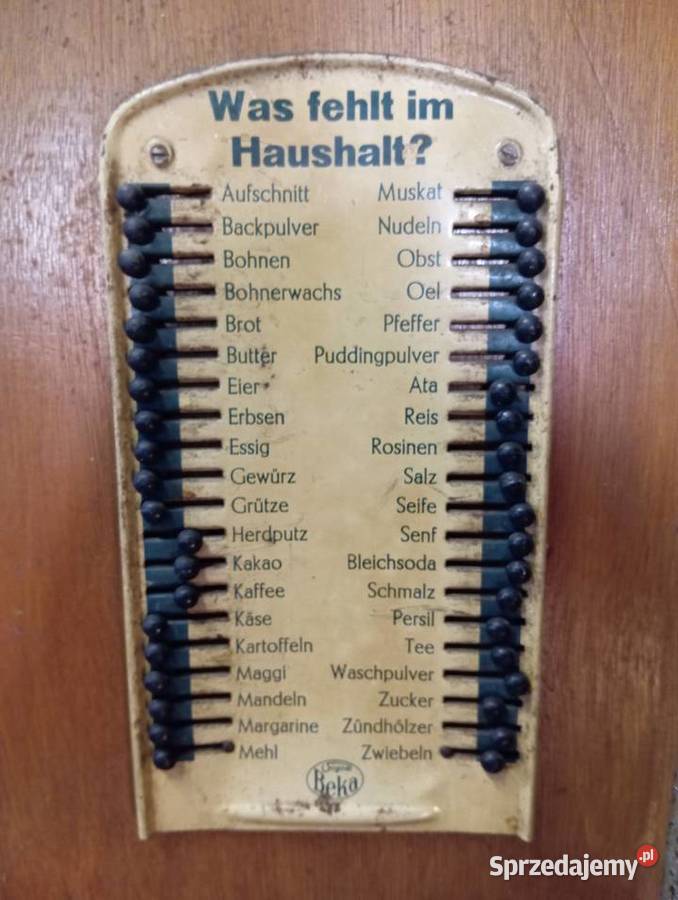 Was fehlt im
Haushalt?
Aufschnitt Muskat
Backpulver Nudeln
Bohnen Obst
Bohnerwachs Oel
Brot Pfeffer
Butter Puddingpulver
Eier Ata
Erbsen Reis
Essig Rosinen
Gewürz Salz
Grütze Seife
Herdputz Senf
Kakao Bleichsoda
Kaffee Schmalz
Käse Persil
Kartoffeln Tee
Maggi Waschpulver
Mandeln Zucker
Margarine Zündhölzer
Mehl Zwiebeln
Original
Beka
Sprzedajemy.pl